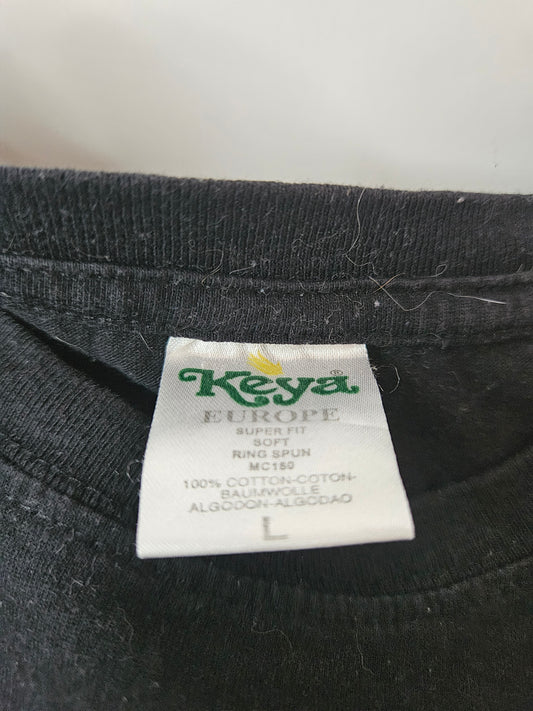 Keya®
EUROPE
SUPER FIT
SOFT
RING SPUN
MC150
100% COTTON-COTON-
BAUMWOLLE
ALGODON-ALGODAO
L